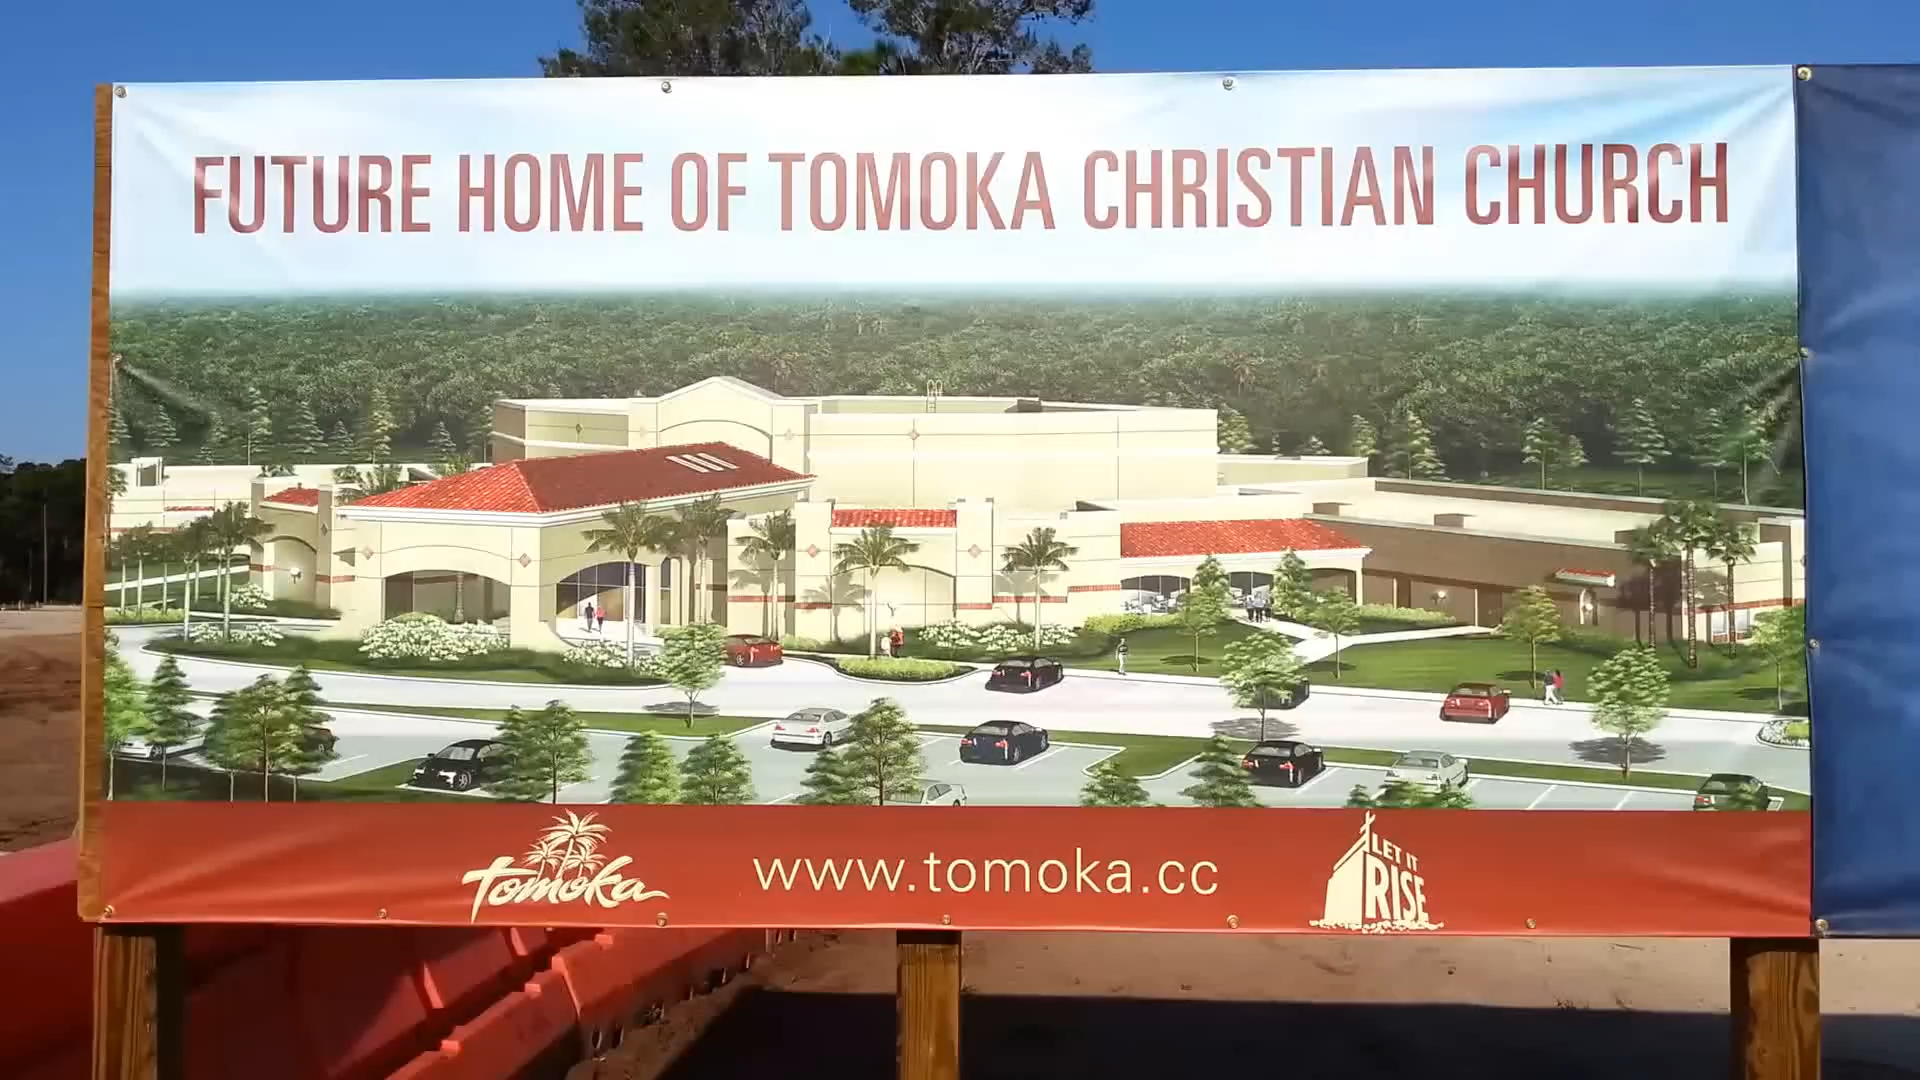 FUTURE HOME OF TOMOKA CHRISTIAN CHURCH
tomoka
www.tomoka.cc
LET IT
RISE